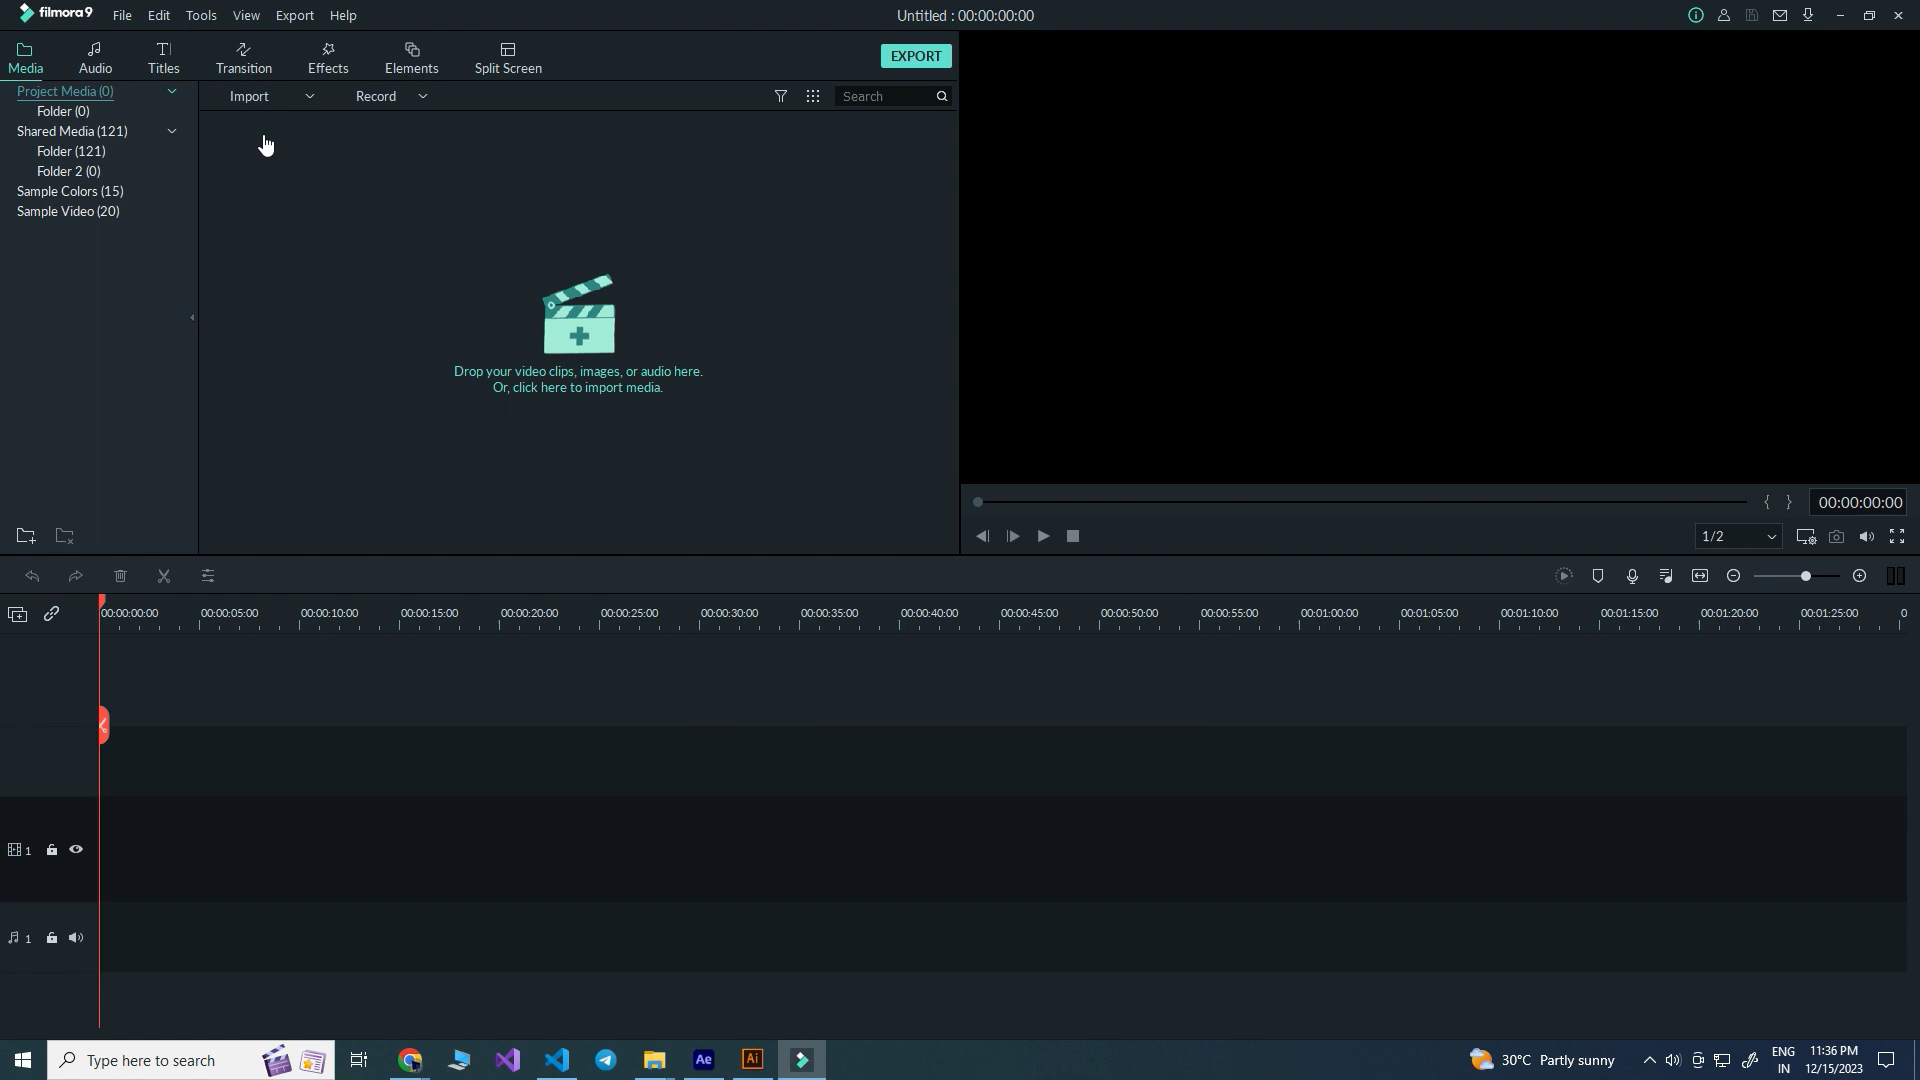 filmora9 File Edit Tools View Export Help Untitled : 00:00:00:00
Media Audio Titles Transition Effects Elements Split Screen EXPORT
Project Media (0) Import Record Search
Folder (0)
Shared Media (121)
Folder (121)
Folder 2 (0)
Sample Colors (15)
Sample Video (20)
Drop your video clips, images, or audio here.
Or, click here to import media.
{ } 00:00:00:00
1/2
00:00:00:00 00:00:05:00 00:00:10:00 00:00:15:00 00:00:20:00 00:00:25:00 00:00:30:00 00:00:35:00 00:00:40:00 00:00:45:00 00:00:50:00 00:00:55:00 00:01:00:00 00:01:05:00 00:01:10:00 00:01:15:00 00:01:20:00 00:01:25:00 0
1
1
Type here to search Ae Ai 30°C Partly sunny ENG 11:36 PM
IN 12/15/2023